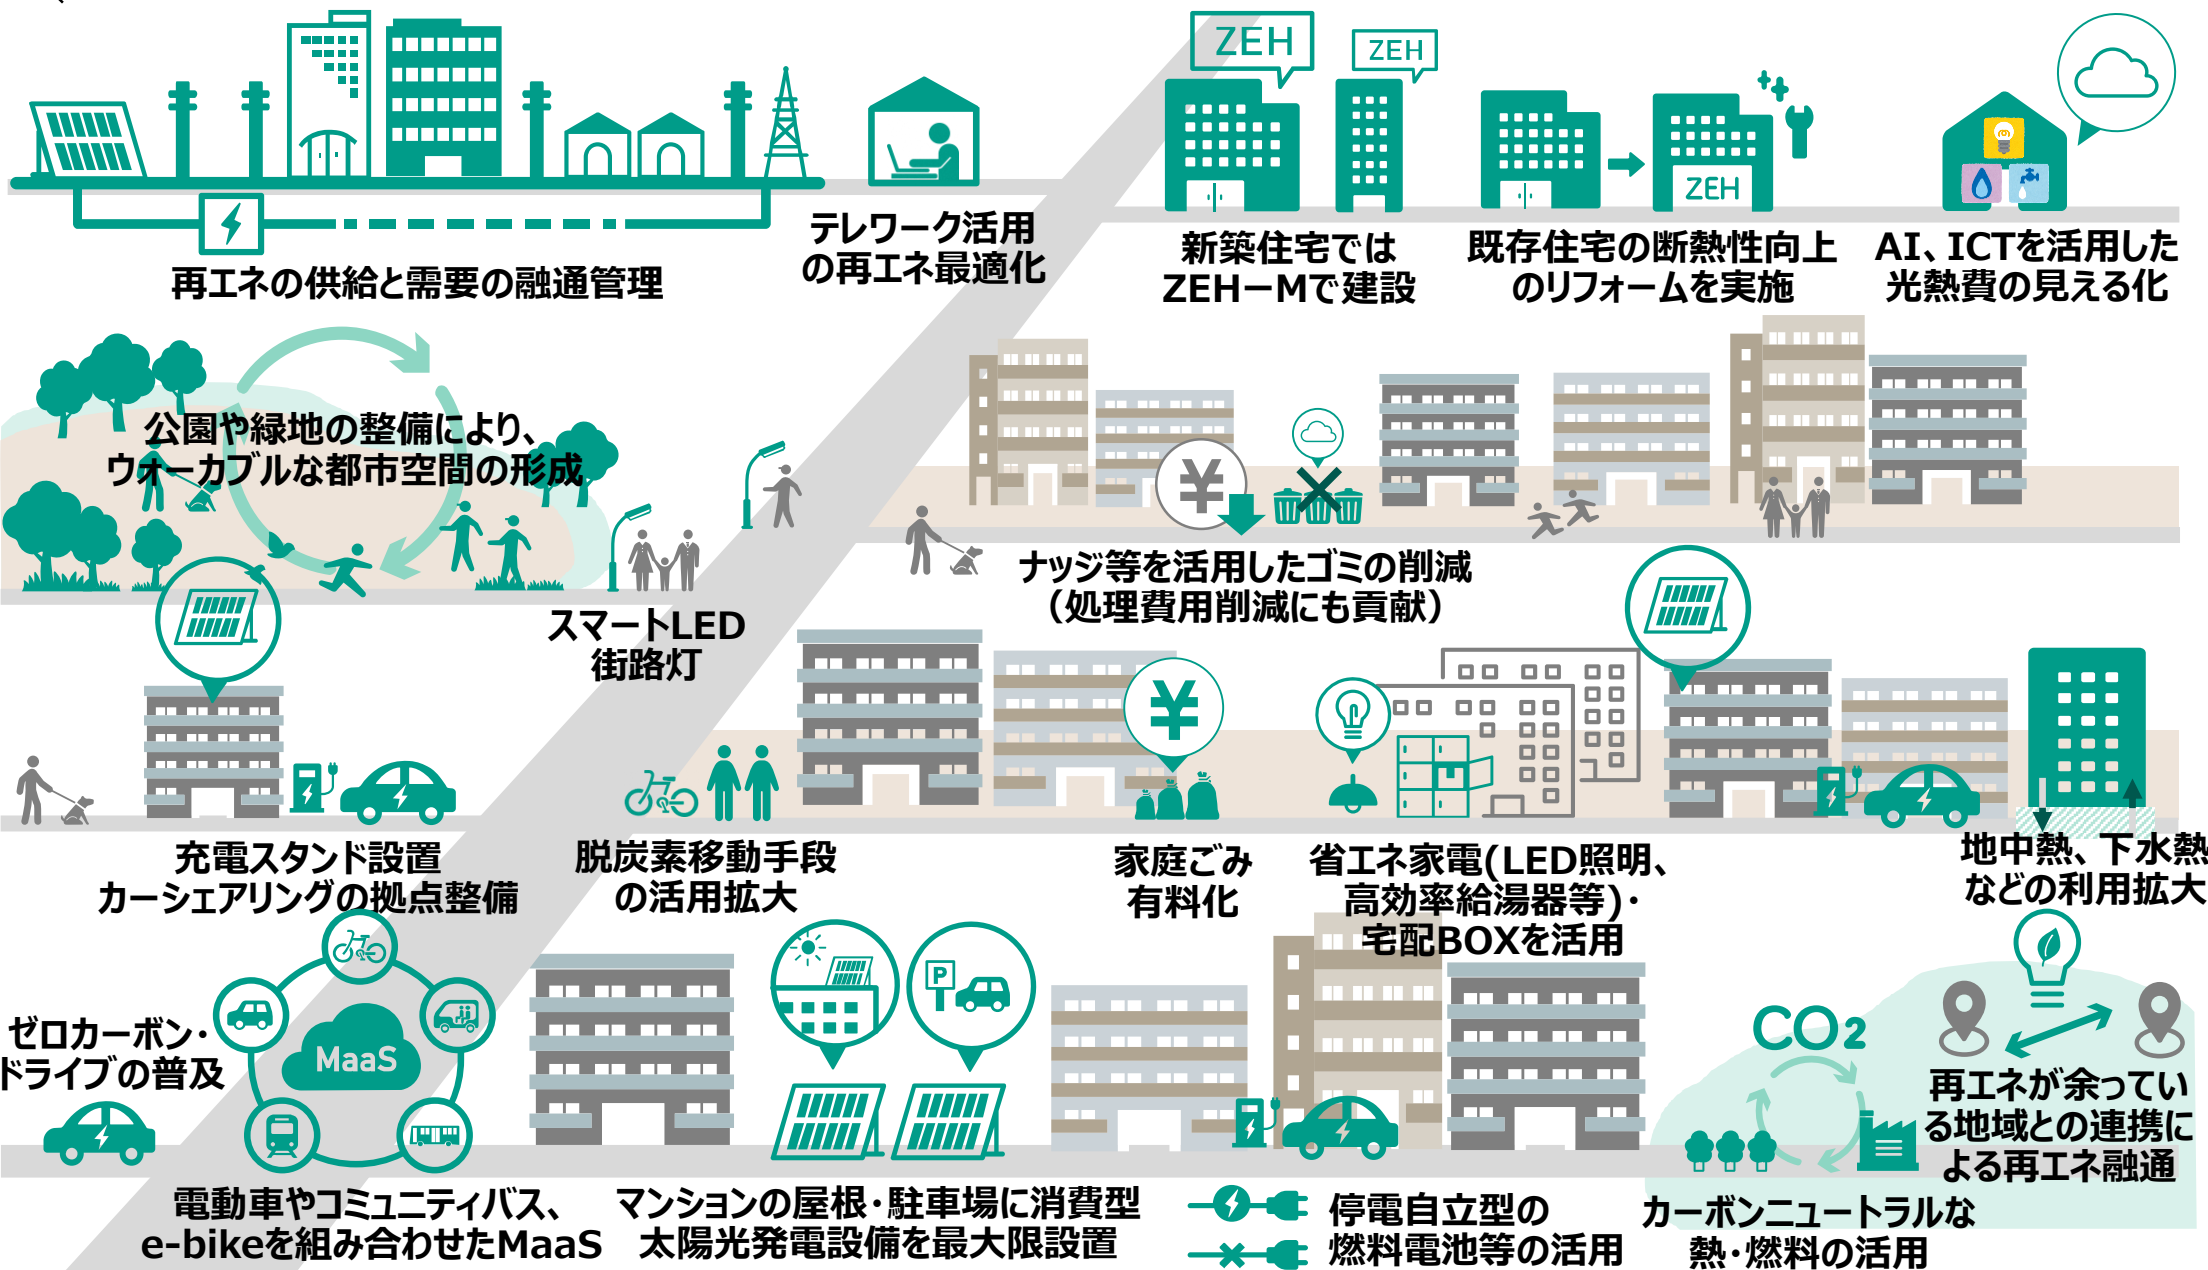 ZEH
ZEH
ZEH
再エネの供給と需要の融通管理
テレワーク活用
の再エネ最適化
新築住宅では
ZEH－Mで建設
既存住宅の断熱性向上
のリフォームを実施
AI、ICTを活用した
光熱費の見える化
公園や緑地の整備により、
ウォーカブルな都市空間の形成
スマートLED
街路灯
¥
ナッジ等を活用したゴミの削減
（処理費用削減にも貢献）
¥
充電スタンド設置
カーシェアリングの拠点整備
脱炭素移動手段
の活用拡大
家庭ごみ
有料化
省エネ家電(LED照明、
高効率給湯器等)・
宅配BOXを活用
地中熱、下水熱
などの利用拡大
ゼロカーボン・
ドライブの普及
MaaS
P
CO2
再エネが余ってい
る地域との連携に
よる再エネ融通
電動車やコミュニティバス、
e-bikeを組み合わせたMaaS
マンションの屋根・駐車場に消費型
太陽光発電設備を最大限設置
停電自立型の
燃料電池等の活用
カーボンニュートラルな
熱・燃料の活用